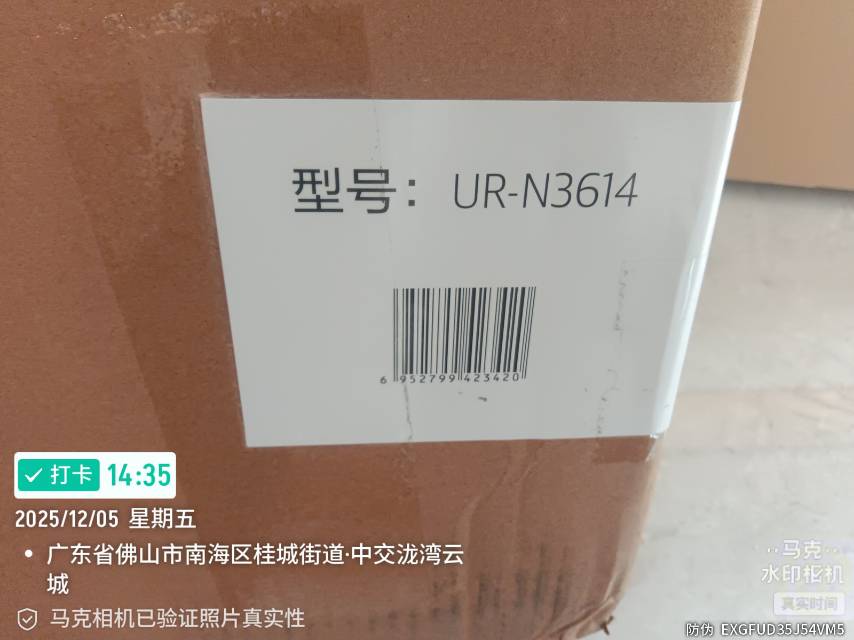 型号： UR-N3614
6 952799 423420
打卡 14:35
2025/12/05 星期五
广东省佛山市南海区桂城街道·中交泷湾云
城
马克相机已验证照片真实性
马克
水印相机
真实时间
防伪 EXGFUD35J54VM5